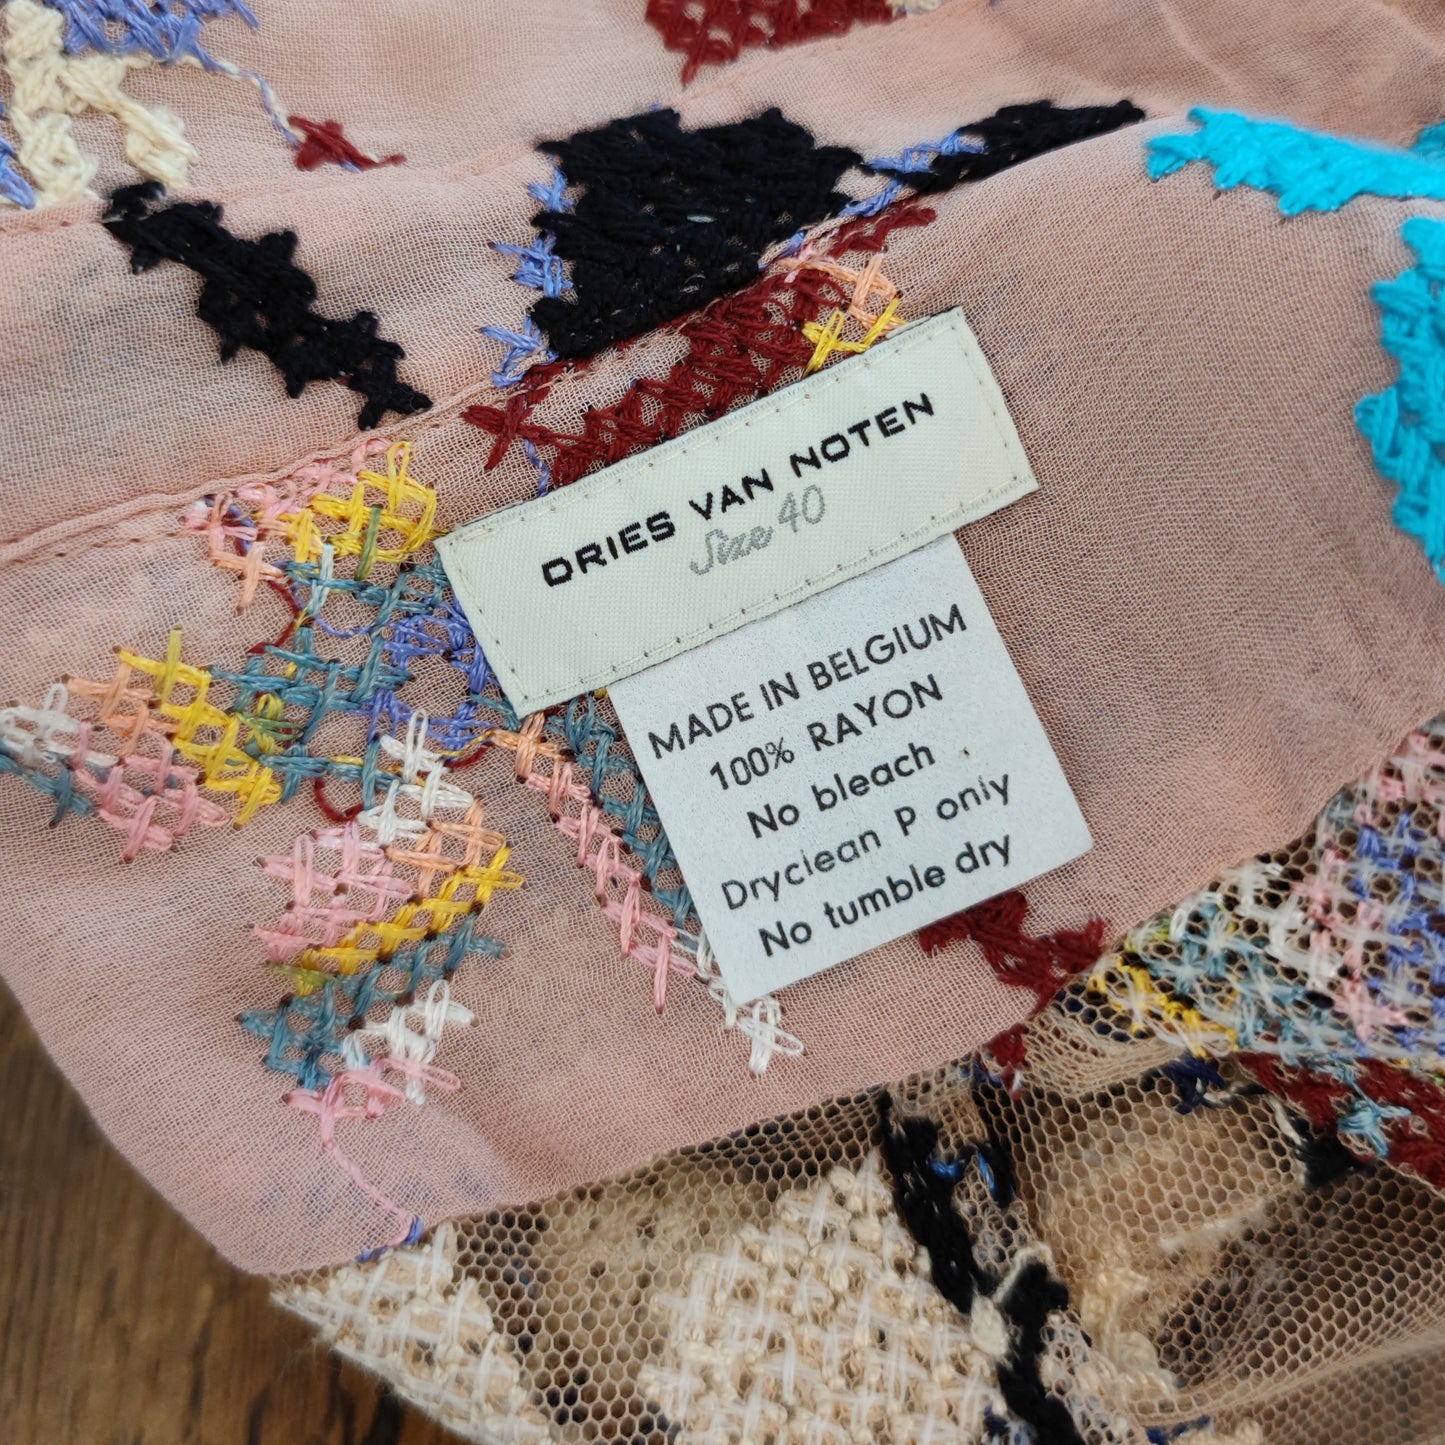 DRIES VAN NOTEN
Size 40
MADE IN BELGIUM
100% RAYON
No bleach
Dryclean P only
No tumble dry